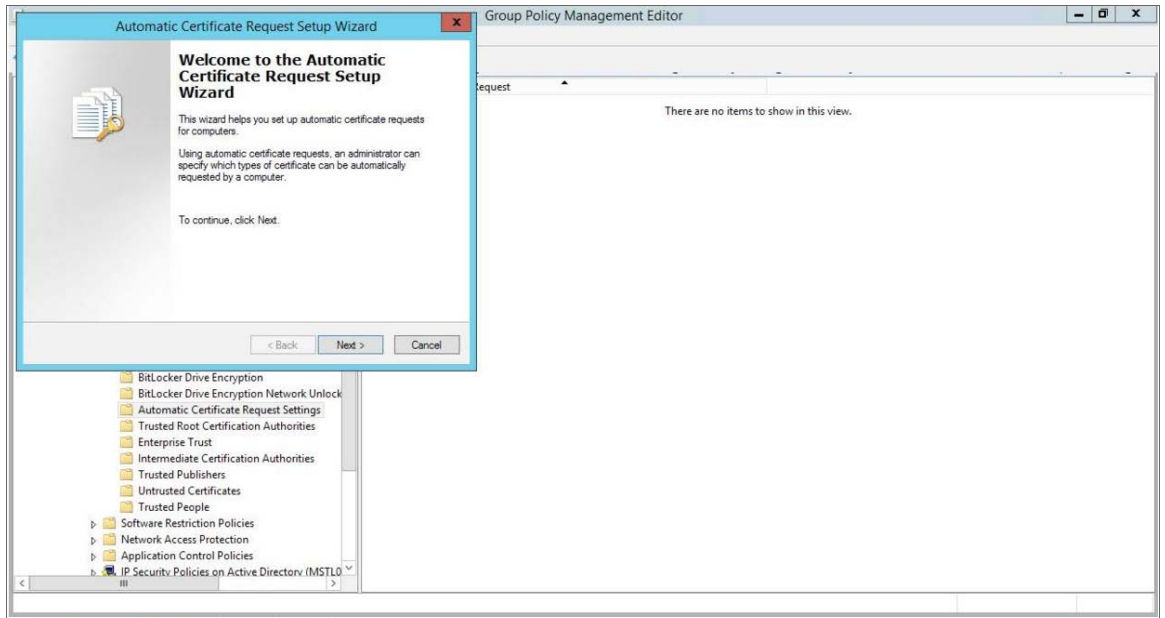 Automatic Certificate Request Setup Wizard
x
Group Policy Management Editor
Welcome to the Automatic
Certificate Request Setup
Wizard
This wizard helps you set up automatic certificate requests
for computers.
Using automatic certificate requests, an administrator can
specify which types of certificate can be automatically
requested by a computer.
To continue, click Next.
< Back
Next >
Cancel
Request
There are no items to show in this view.
BitLocker Drive Encryption
BitLocker Drive Encryption Network Unlock
Automatic Certificate Request Settings
Trusted Root Certification Authorities
Enterprise Trust
Intermediate Certification Authorities
Trusted Publishers
Untrusted Certificates
Trusted People
Software Restriction Policies
Network Access Protection
Application Control Policies
IP Security Policies on Active Directory (MSTL0